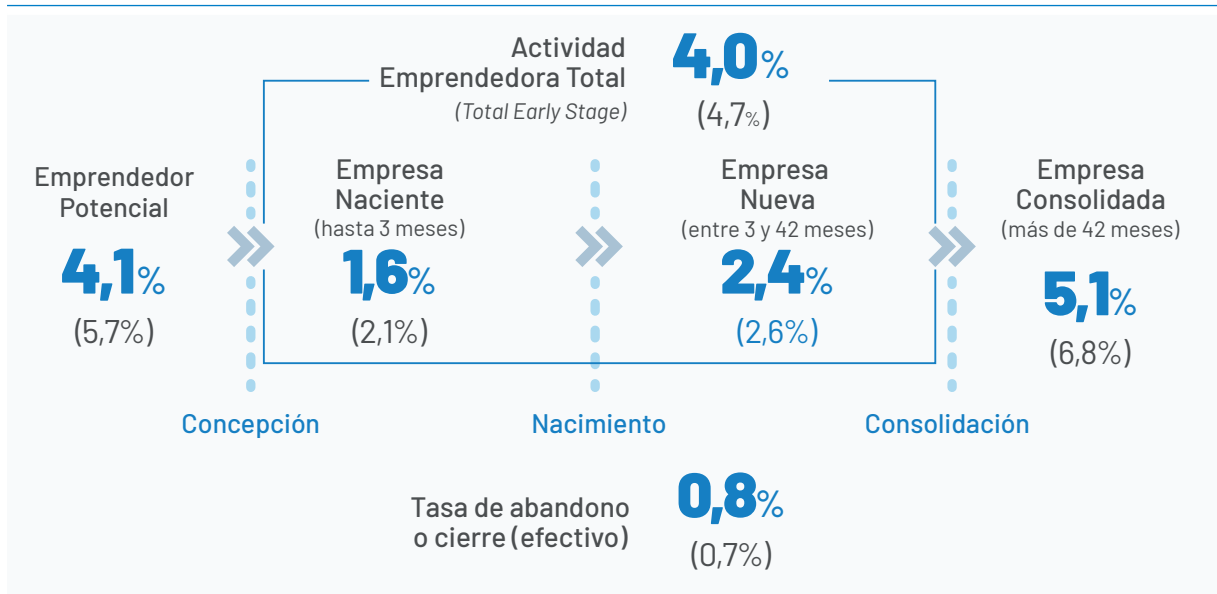 Actividad
Emprendedora Total
(Total Early Stage)
4,0%
(4,7%)
Emprendedor
Potencial
4,1%
(5,7%)
Empresa
Naciente
(hasta 3 meses)
1,6%
(2,1%)
Empresa
Nueva
(entre 3 y 42 meses)
2,4%
(2,6%)
Empresa
Consolidada
(más de 42 meses)
5,1%
(6,8%)
Concepción
Nacimiento
Consolidación
Tasa de abandono
o cierre (efectivo)
0,8%
(0,7%)